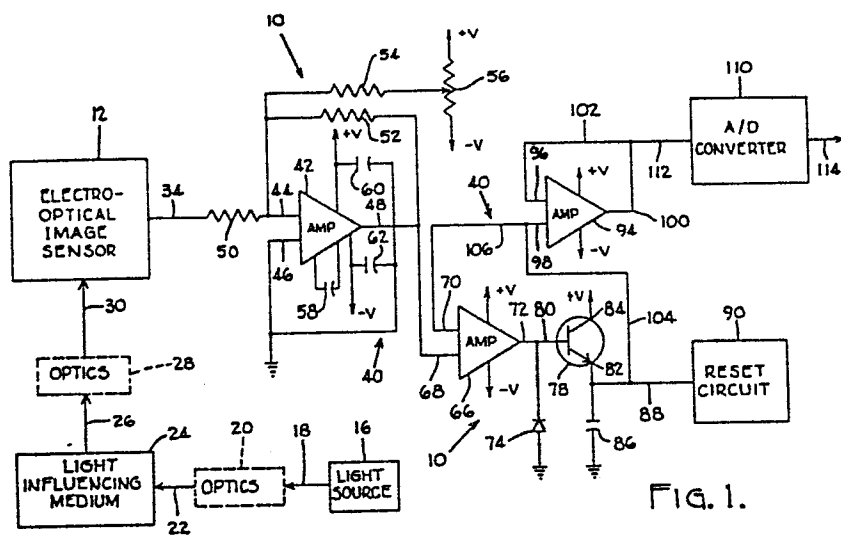 10
54
+V
56
-V
52
12
ELECTRO-
OPTICAL
IMAGE
SENSOR
34
50
44
42
+V
60
AMP
48
46
62
58
-V
40
110
A/D
CONVERTER
102
112
114
96
+V
AMP
94
100
98
-V
40
106
70
+V
AMP
72
80
68
66
-V
10
74
+V
84
82
78
86
104
88
90
RESET
CIRCUIT
30
OPTICS
28
26
24
LIGHT
INFLUENCING
MEDIUM
22
20
OPTICS
18
16
LIGHT
SOURCE
FIG. 1.